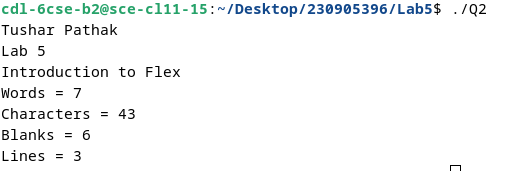 cdl-6cse-b2@sce-cl11-15:~/Desktop/230905396/Lab5$ ./Q2
Tushar Pathak
Lab 5
Introduction to Flex
Words = 7
Characters = 43
Blanks = 6
Lines = 3